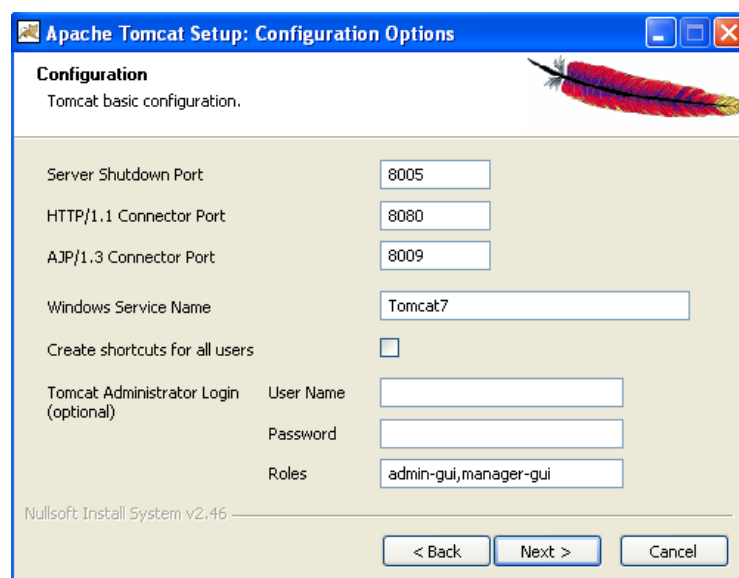 Apache Tomcat Setup: Configuration Options
Configuration
Tomcat basic configuration.
Server Shutdown Port 8005
HTTP/1.1 Connector Port 8080
AJP/1.3 Connector Port 8009
Windows Service Name Tomcat7
Create shortcuts for all users
Tomcat Administrator Login User Name
(optional)
Password
Roles admin-gui,manager-gui
Nullsoft Install System v2.46
< Back Next > Cancel